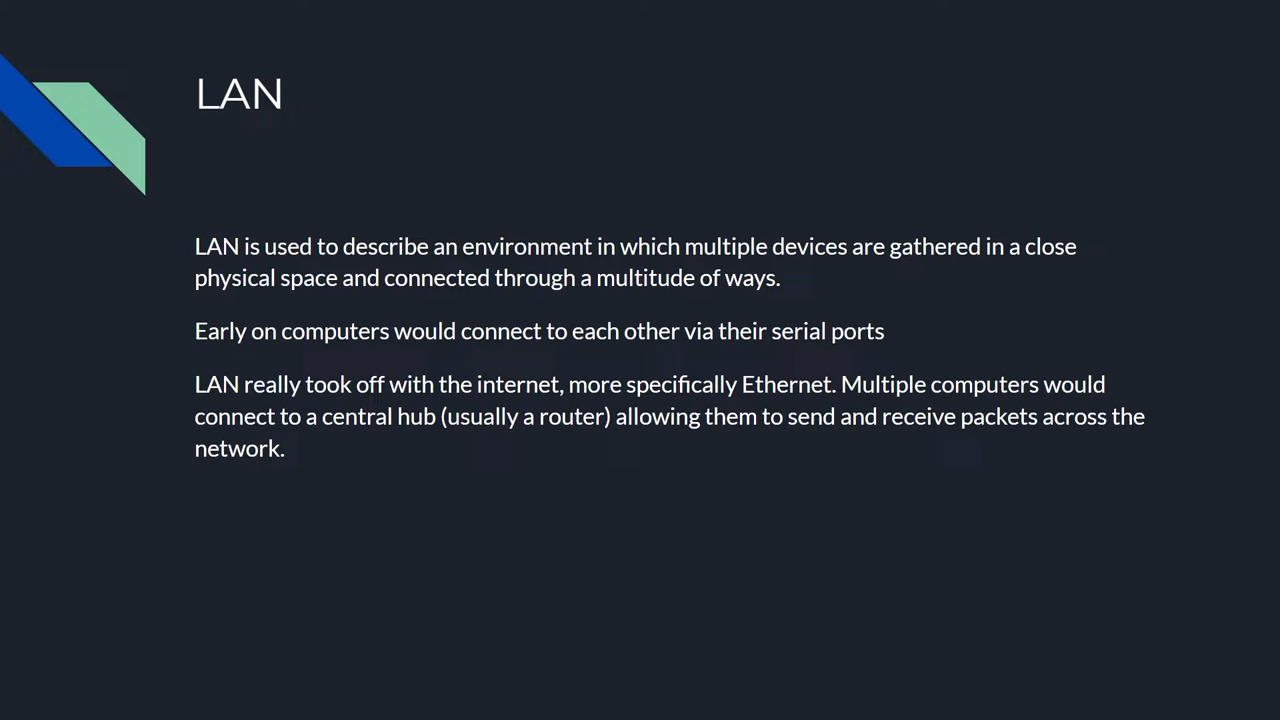 LAN
LAN is used to describe an environment in which multiple devices are gathered in a close
physical space and connected through a multitude of ways.
Early on computers would connect to each other via their serial ports
LAN really took off with the internet, more specifically Ethernet. Multiple computers would
connect to a central hub (usually a router) allowing them to send and receive packets across the
network.